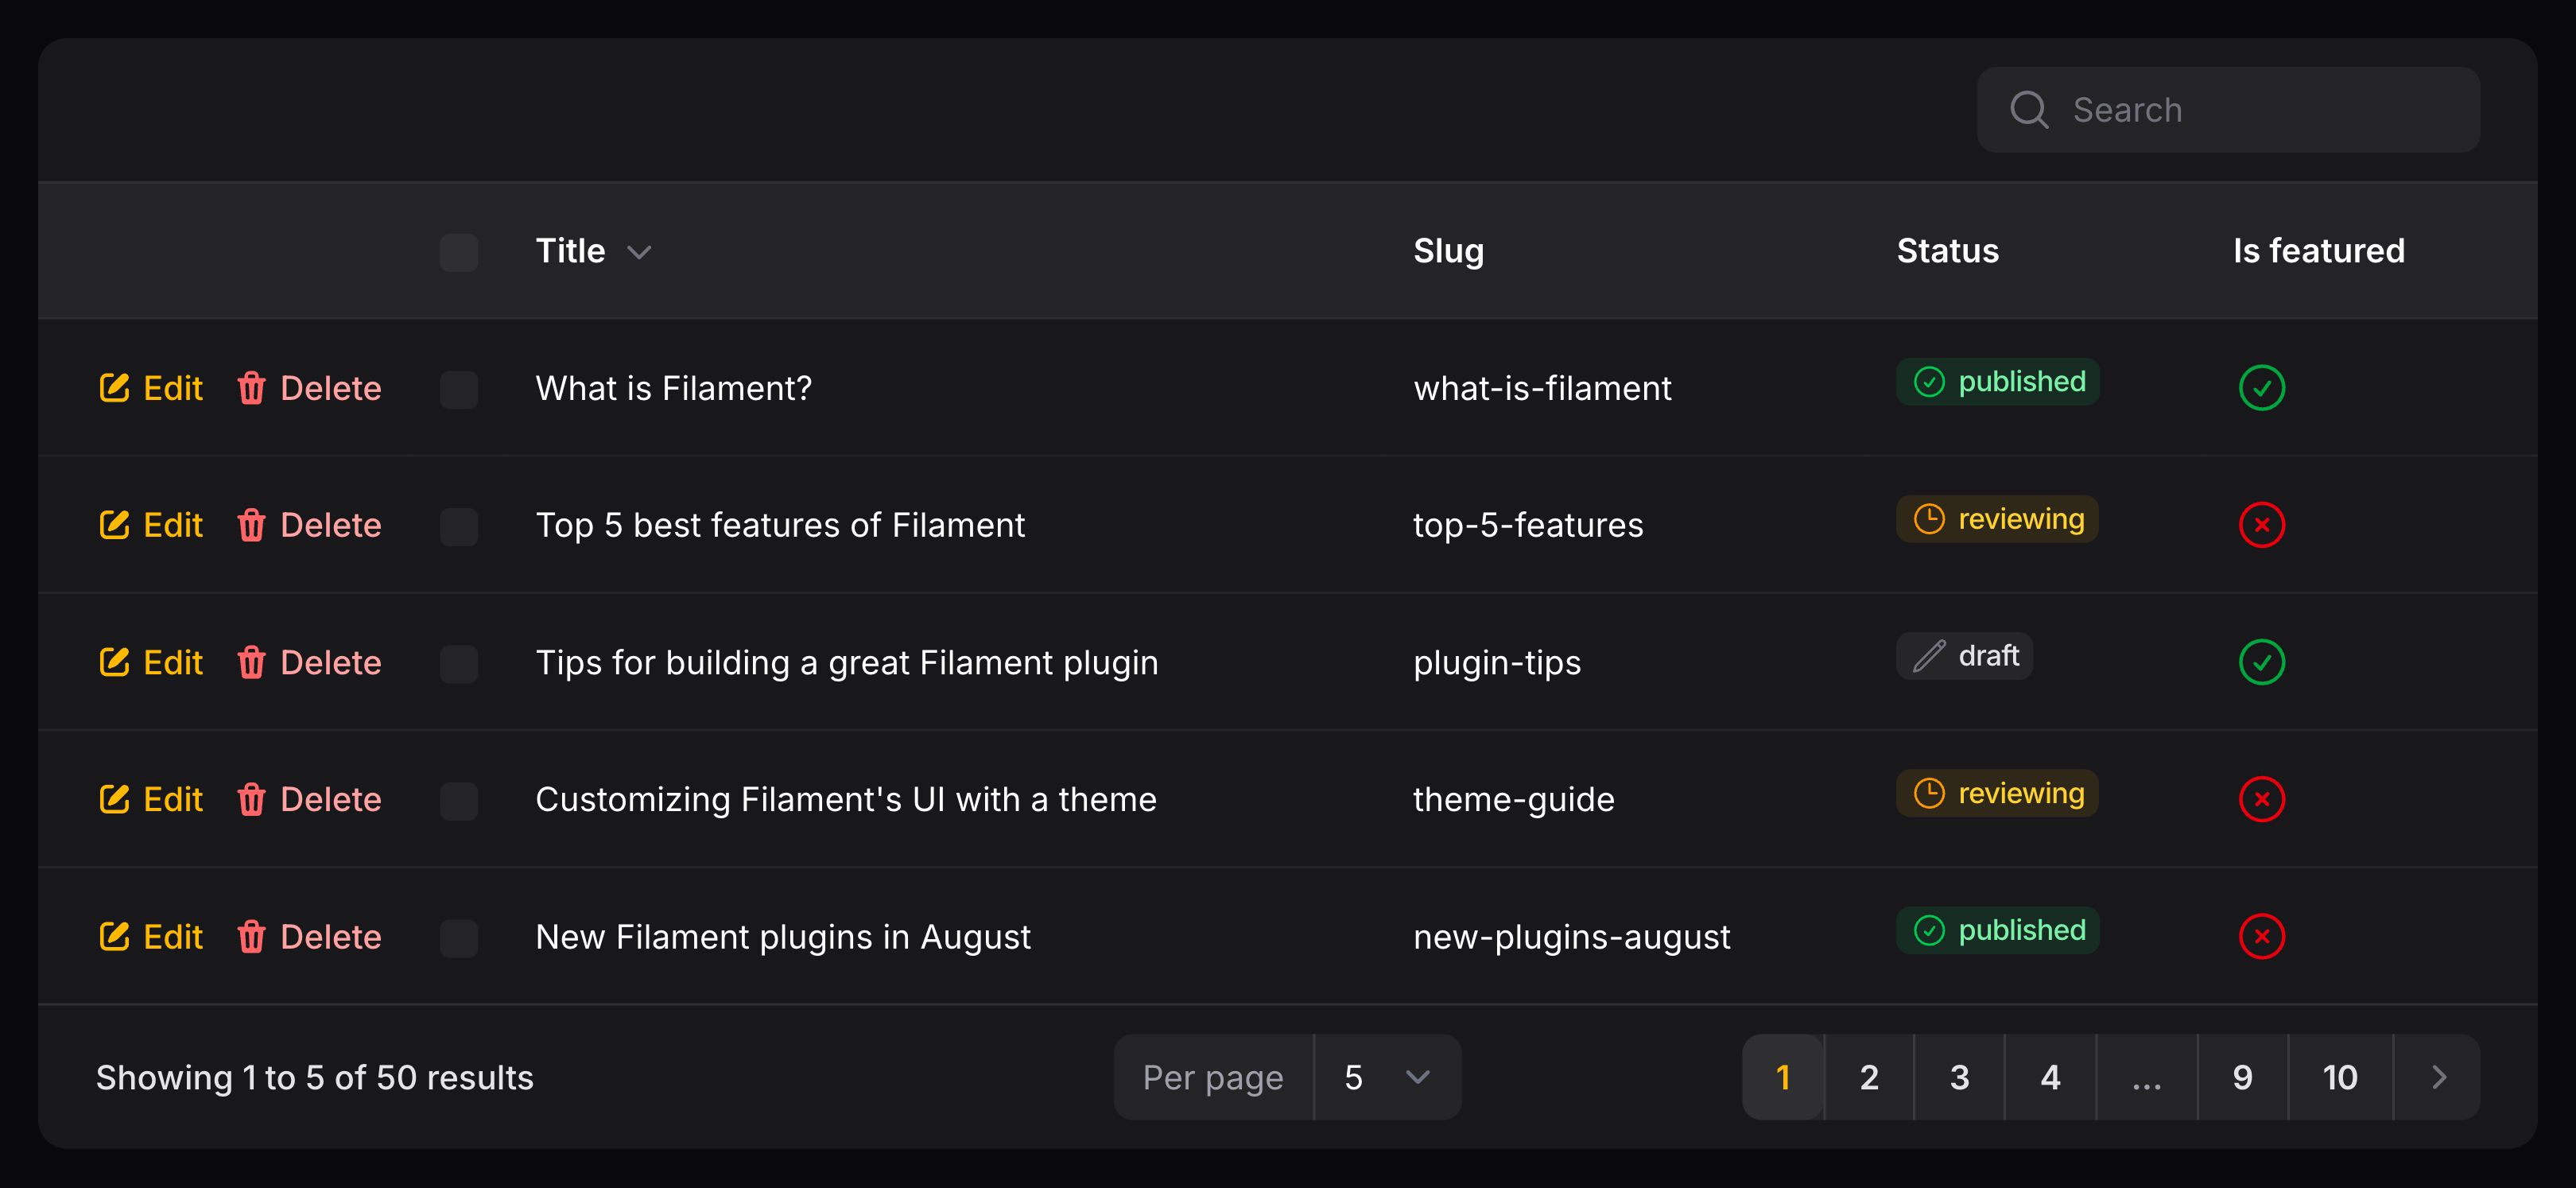 Search
Title Slug Status Is featured
Edit Delete What is Filament? what-is-filament published
Edit Delete Top 5 best features of Filament top-5-features reviewing
Edit Delete Tips for building a great Filament plugin plugin-tips draft
Edit Delete Customizing Filament's UI with a theme theme-guide reviewing
Edit Delete New Filament plugins in August new-plugins-august published
Showing 1 to 5 of 50 results Per page 5 1 2 3 4 ... 9 10